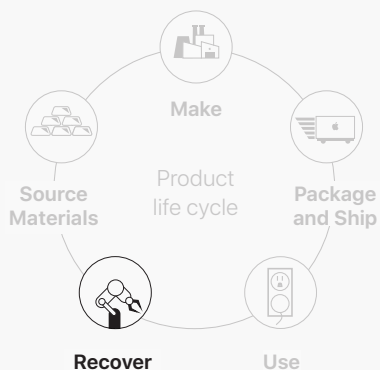 Make
Product
life cycle
Source
Materials
Package
and Ship
Recover
Use